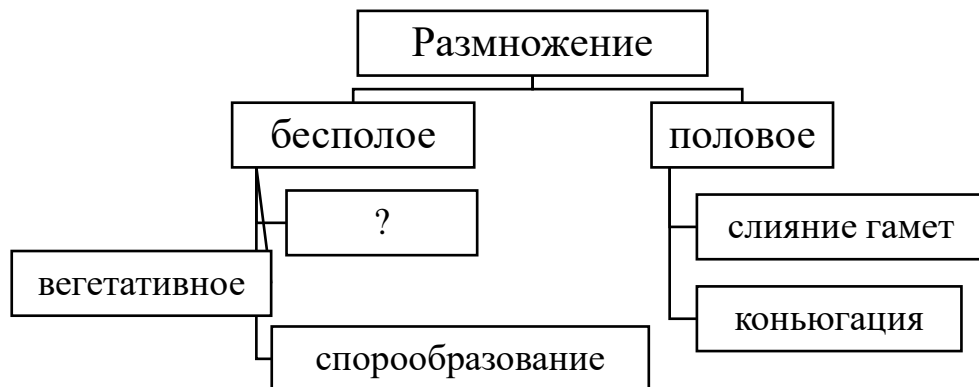 Размножение
бесполое
половое
?
слияние гамет
вегетативное
коньюгация
спорообразование